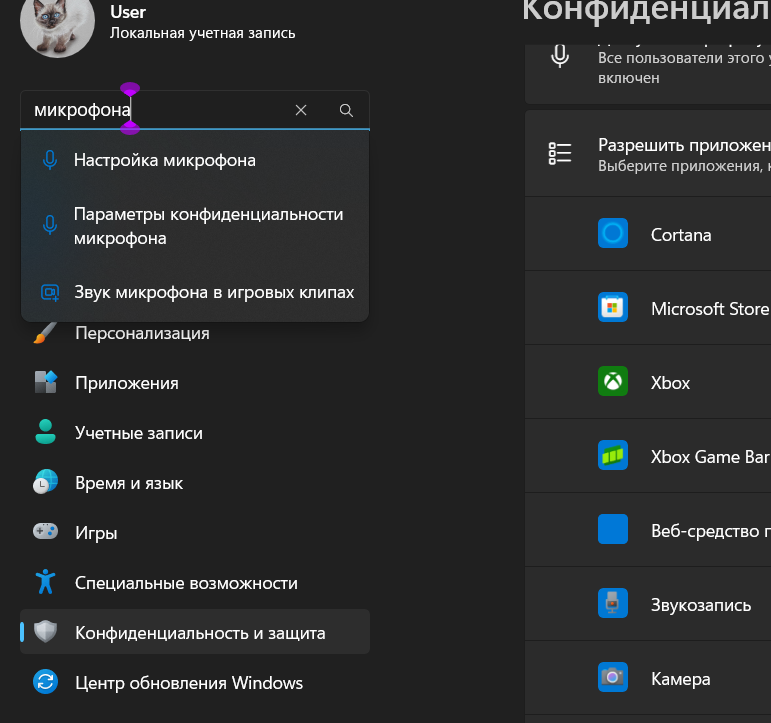 User
Локальная учетная запись
микрофона
Настройка микрофона
Параметры конфиденциальности
микрофона
Звук микрофона в игровых клипах
Персонализация
Приложения
Учетные записи
Время и язык
Игры
Специальные возможности
Конфиденциальность и защита
Центр обновления Windows
Конфиденциал
Все пользователи этого
включен
Разрешить приложен
Выберите приложения,
Cortana
Microsoft Store
Xbox
Xbox Game Bar
Веб-средство
Звукозапись
Камера